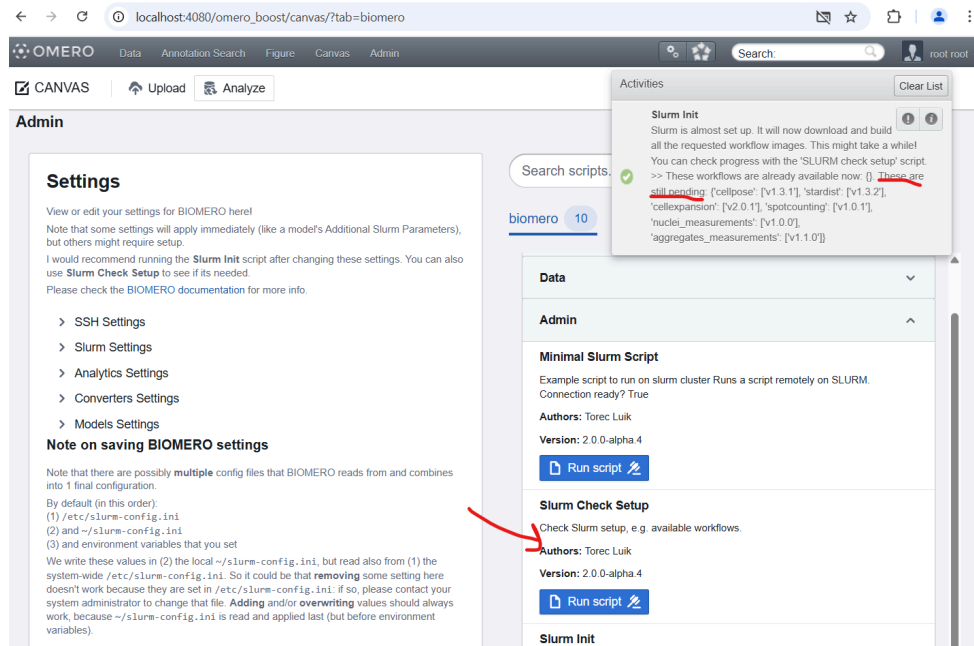 localhost:4080/omero_boost/canvas/?tab=biomero
OMERO
Data
Annotation Search
Figure
Canvas
Admin
Search:
root root
CANVAS
Upload
Analyze
Activities
Clear List
Slurm Init
Slurm is almost set up. It will now download and build
all the requested workflow images. This might take a while!
You can check progress with the 'SLURM check setup' script.
>> These workflows are already available now: {}. These are
still pending: {'cellpose': ['v1.3.1'], 'stardist': ['v1.3.2'],
'cellexpansion': ['v2.0.1'], 'spotcounting': ['v1.0.1'],
'nuclei_measurements': ['v1.0.0'],
'aggregates_measurements': ['v1.1.0']}
Admin
Settings
View or edit your settings for BIOMERO here!
Note that some settings will apply immediately (like a model's Additional Slurm Parameters),
but others might require setup.
I would recommend running the Slurm Init script after changing these settings. You can also
use Slurm Check Setup to see if its needed.
Please check the BIOMERO documentation for more info.
SSH Settings
Slurm Settings
Analytics Settings
Converters Settings
Models Settings
Note on saving BIOMERO settings
Note that there are possibly multiple config files that BIOMERO reads from and combines
into 1 final configuration.
By default (in this order):
(1) /etc/slurm-config.ini
(2) and ~/slurm-config.ini
(3) and environment variables that you set
We write these values in (2) the local ~/slurm-config.ini, but read also from (1) the
system-wide /etc/slurm-config.ini. So it could be that removing some setting here
doesn't work because they are set in /etc/slurm-config.ini: if so, please contact your
system administrator to change that file. Adding and/or overwriting values should always
work, because ~/slurm-config.ini is read and applied last (but before environment
variables).
Search scripts.
biomero 10
Data
Admin
Minimal Slurm Script
Example script to run on slurm cluster Runs a script remotely on SLURM.
Connection ready? True
Authors: Torec Luik
Version: 2.0.0-alpha.4
Run script
Slurm Check Setup
Check Slurm setup, e.g. available workflows.
Authors: Torec Luik
Version: 2.0.0-alpha.4
Run script
Slurm Init